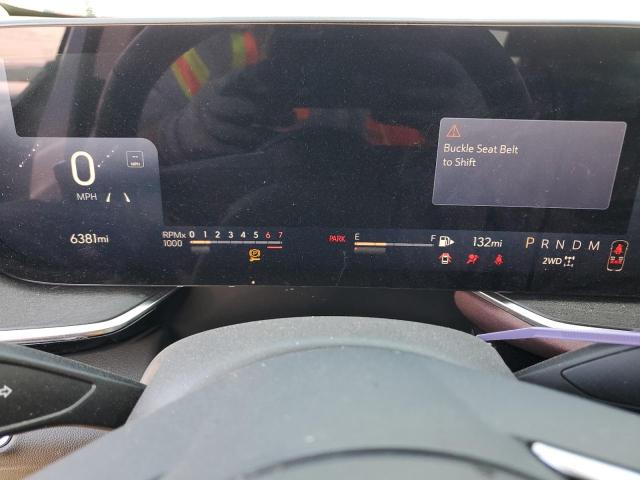 Buckle Seat Belt
to Shift
--
MPH
0
MPH
6381mi
RPMx 0 1 2 3 4 5 6 7
1000
PARK E F 132mi P R N D M
2WD